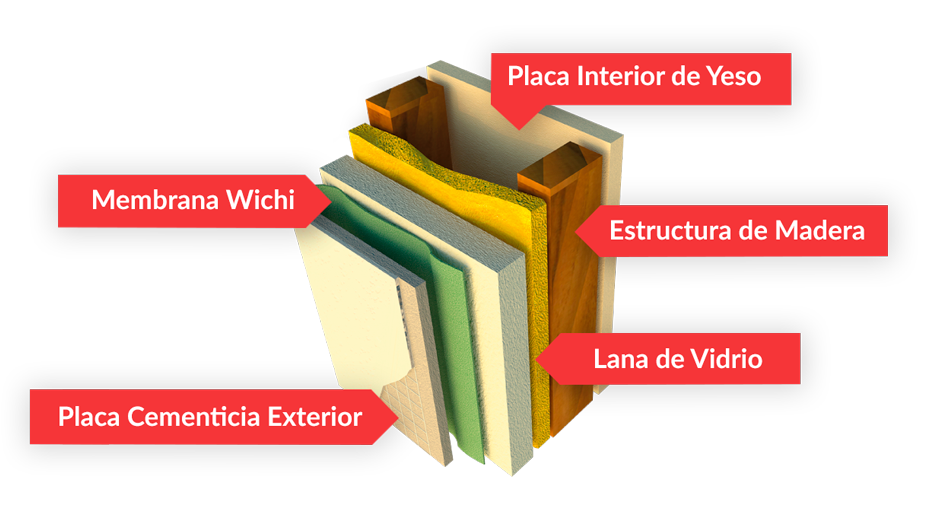 Placa Interior de Yeso
Membrana Wichi
Estructura de Madera
Lana de Vidrio
Placa Cementicia Exterior